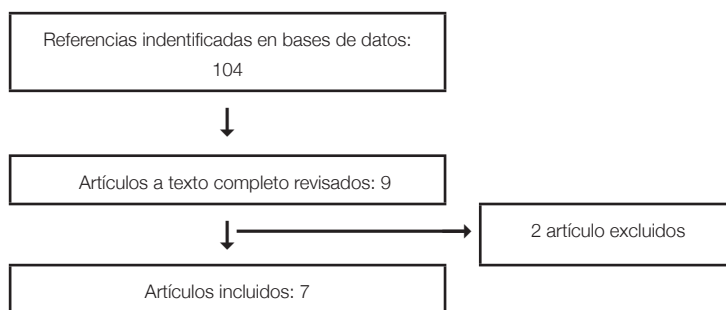 Referencias indentificadas en bases de datos:
104
Artículos a texto completo revisados: 9
2 artículo excluidos
Artículos incluidos: 7